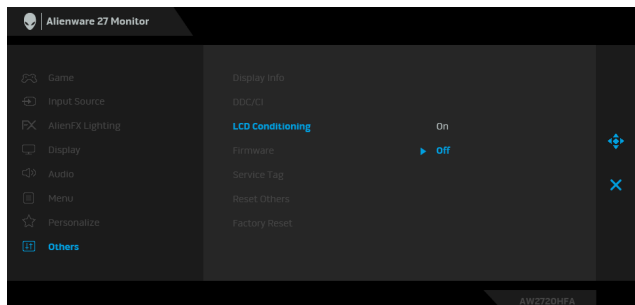 Alienware 27 Monitor
Game
Input Source
FX AlienFX Lighting
Display
Audio
Menu
Personalize
Others
Display Info
DDC/CI
LCD Conditioning
On
Firmware
Off
Service Tag
Reset Others
Factory Reset
AW2720HFA